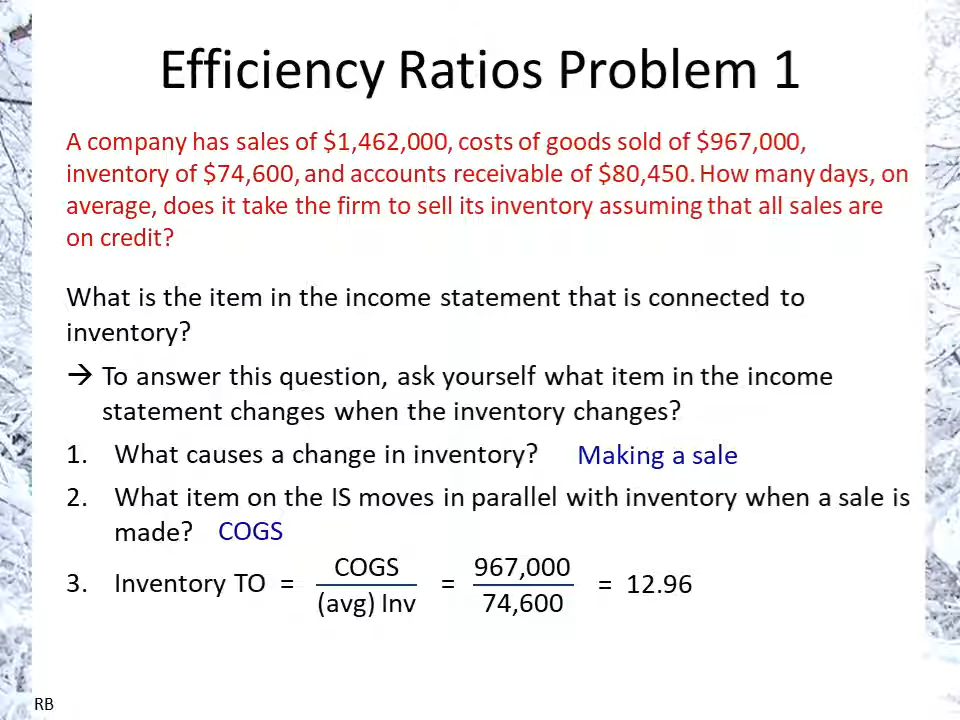 Efficiency Ratios Problem 1
A company has sales of $1,462,000, costs of goods sold of $967,000,
inventory of $74,600, and accounts receivable of $80,450. How many days, on
average, does it take the firm to sell its inventory assuming that all sales are
on credit?
What is the item in the income statement that is connected to
inventory?
→ To answer this question, ask yourself what item in the income
statement changes when the inventory changes?
1. What causes a change in inventory? Making a sale
2. What item on the IS moves in parallel with inventory when a sale is
made? COGS
3. Inventory TO = COGS / (avg) Inv = 967,000 / 74,600 = 12.96
RB